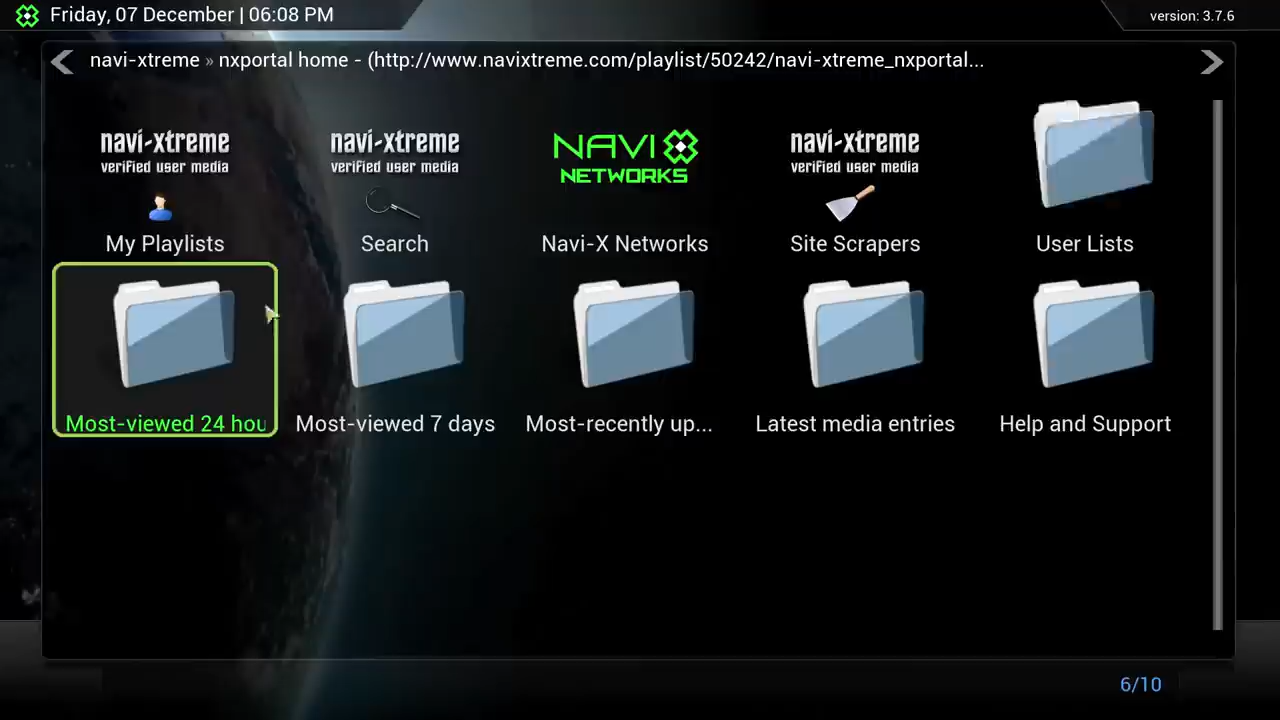 Friday, 07 December | 06:08 PM
version: 3.7.6
navi-xtreme » nxportal home - (http://www.navixtreme.com/playlist/50242/navi-xtreme_nxportal...
navi-xtreme
verified user media
My Playlists
navi-xtreme
verified user media
Search
NAVI
NETWORKS
Navi-X Networks
navi-xtreme
verified user media
Site Scrapers
User Lists
Most-viewed 24 hou
Most-viewed 7 days
Most-recently up...
Latest media entries
Help and Support
6/10